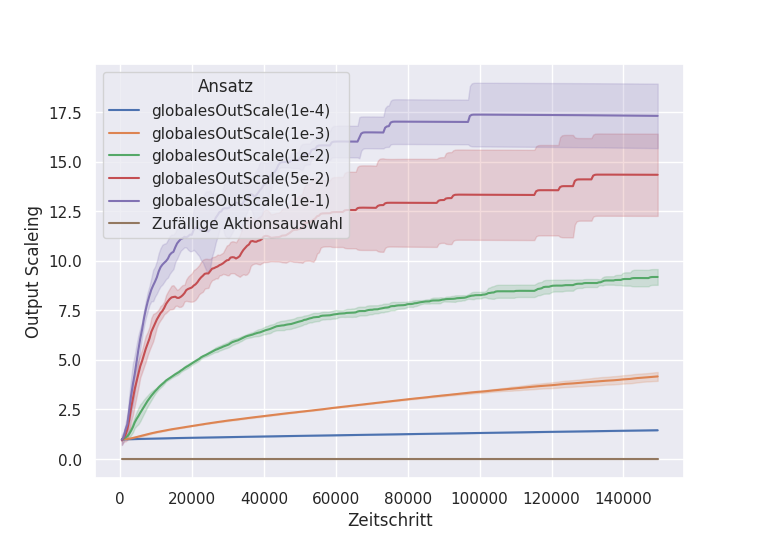 Ansatz
globalesOutScale(1e-4)
globalesOutScale(1e-3)
globalesOutScale(1e-2)
globalesOutScale(5e-2)
globalesOutScale(1e-1)
Zufällige Aktionsauswahl
Output Scaleing
17.5
15.0
12.5
10.0
7.5
5.0
2.5
0.0
0 20000 40000 60000 80000 100000 120000 140000
Zeitschritt